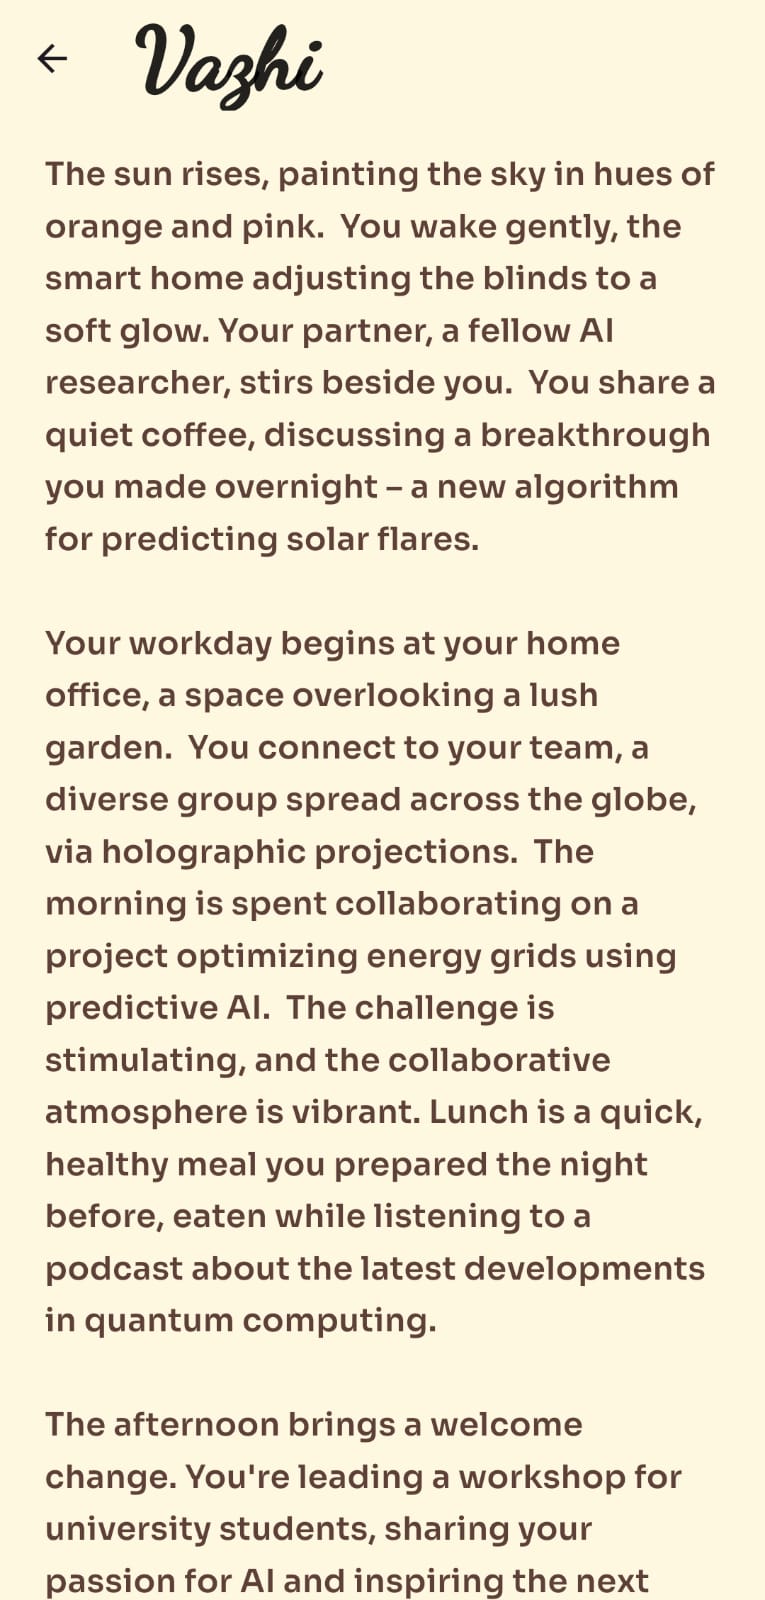 Vazhi
The sun rises, painting the sky in hues of
orange and pink.  You wake gently, the
smart home adjusting the blinds to a
soft glow. Your partner, a fellow AI
researcher, stirs beside you.  You share a
quiet coffee, discussing a breakthrough
you made overnight – a new algorithm
for predicting solar flares.
Your workday begins at your home
office, a space overlooking a lush
garden.  You connect to your team, a
diverse group spread across the globe,
via holographic projections.  The
morning is spent collaborating on a
project optimizing energy grids using
predictive AI.  The challenge is
stimulating, and the collaborative
atmosphere is vibrant. Lunch is a quick,
healthy meal you prepared the night
before, eaten while listening to a
podcast about the latest developments
in quantum computing.
The afternoon brings a welcome
change. You're leading a workshop for
university students, sharing your
passion for AI and inspiring the next